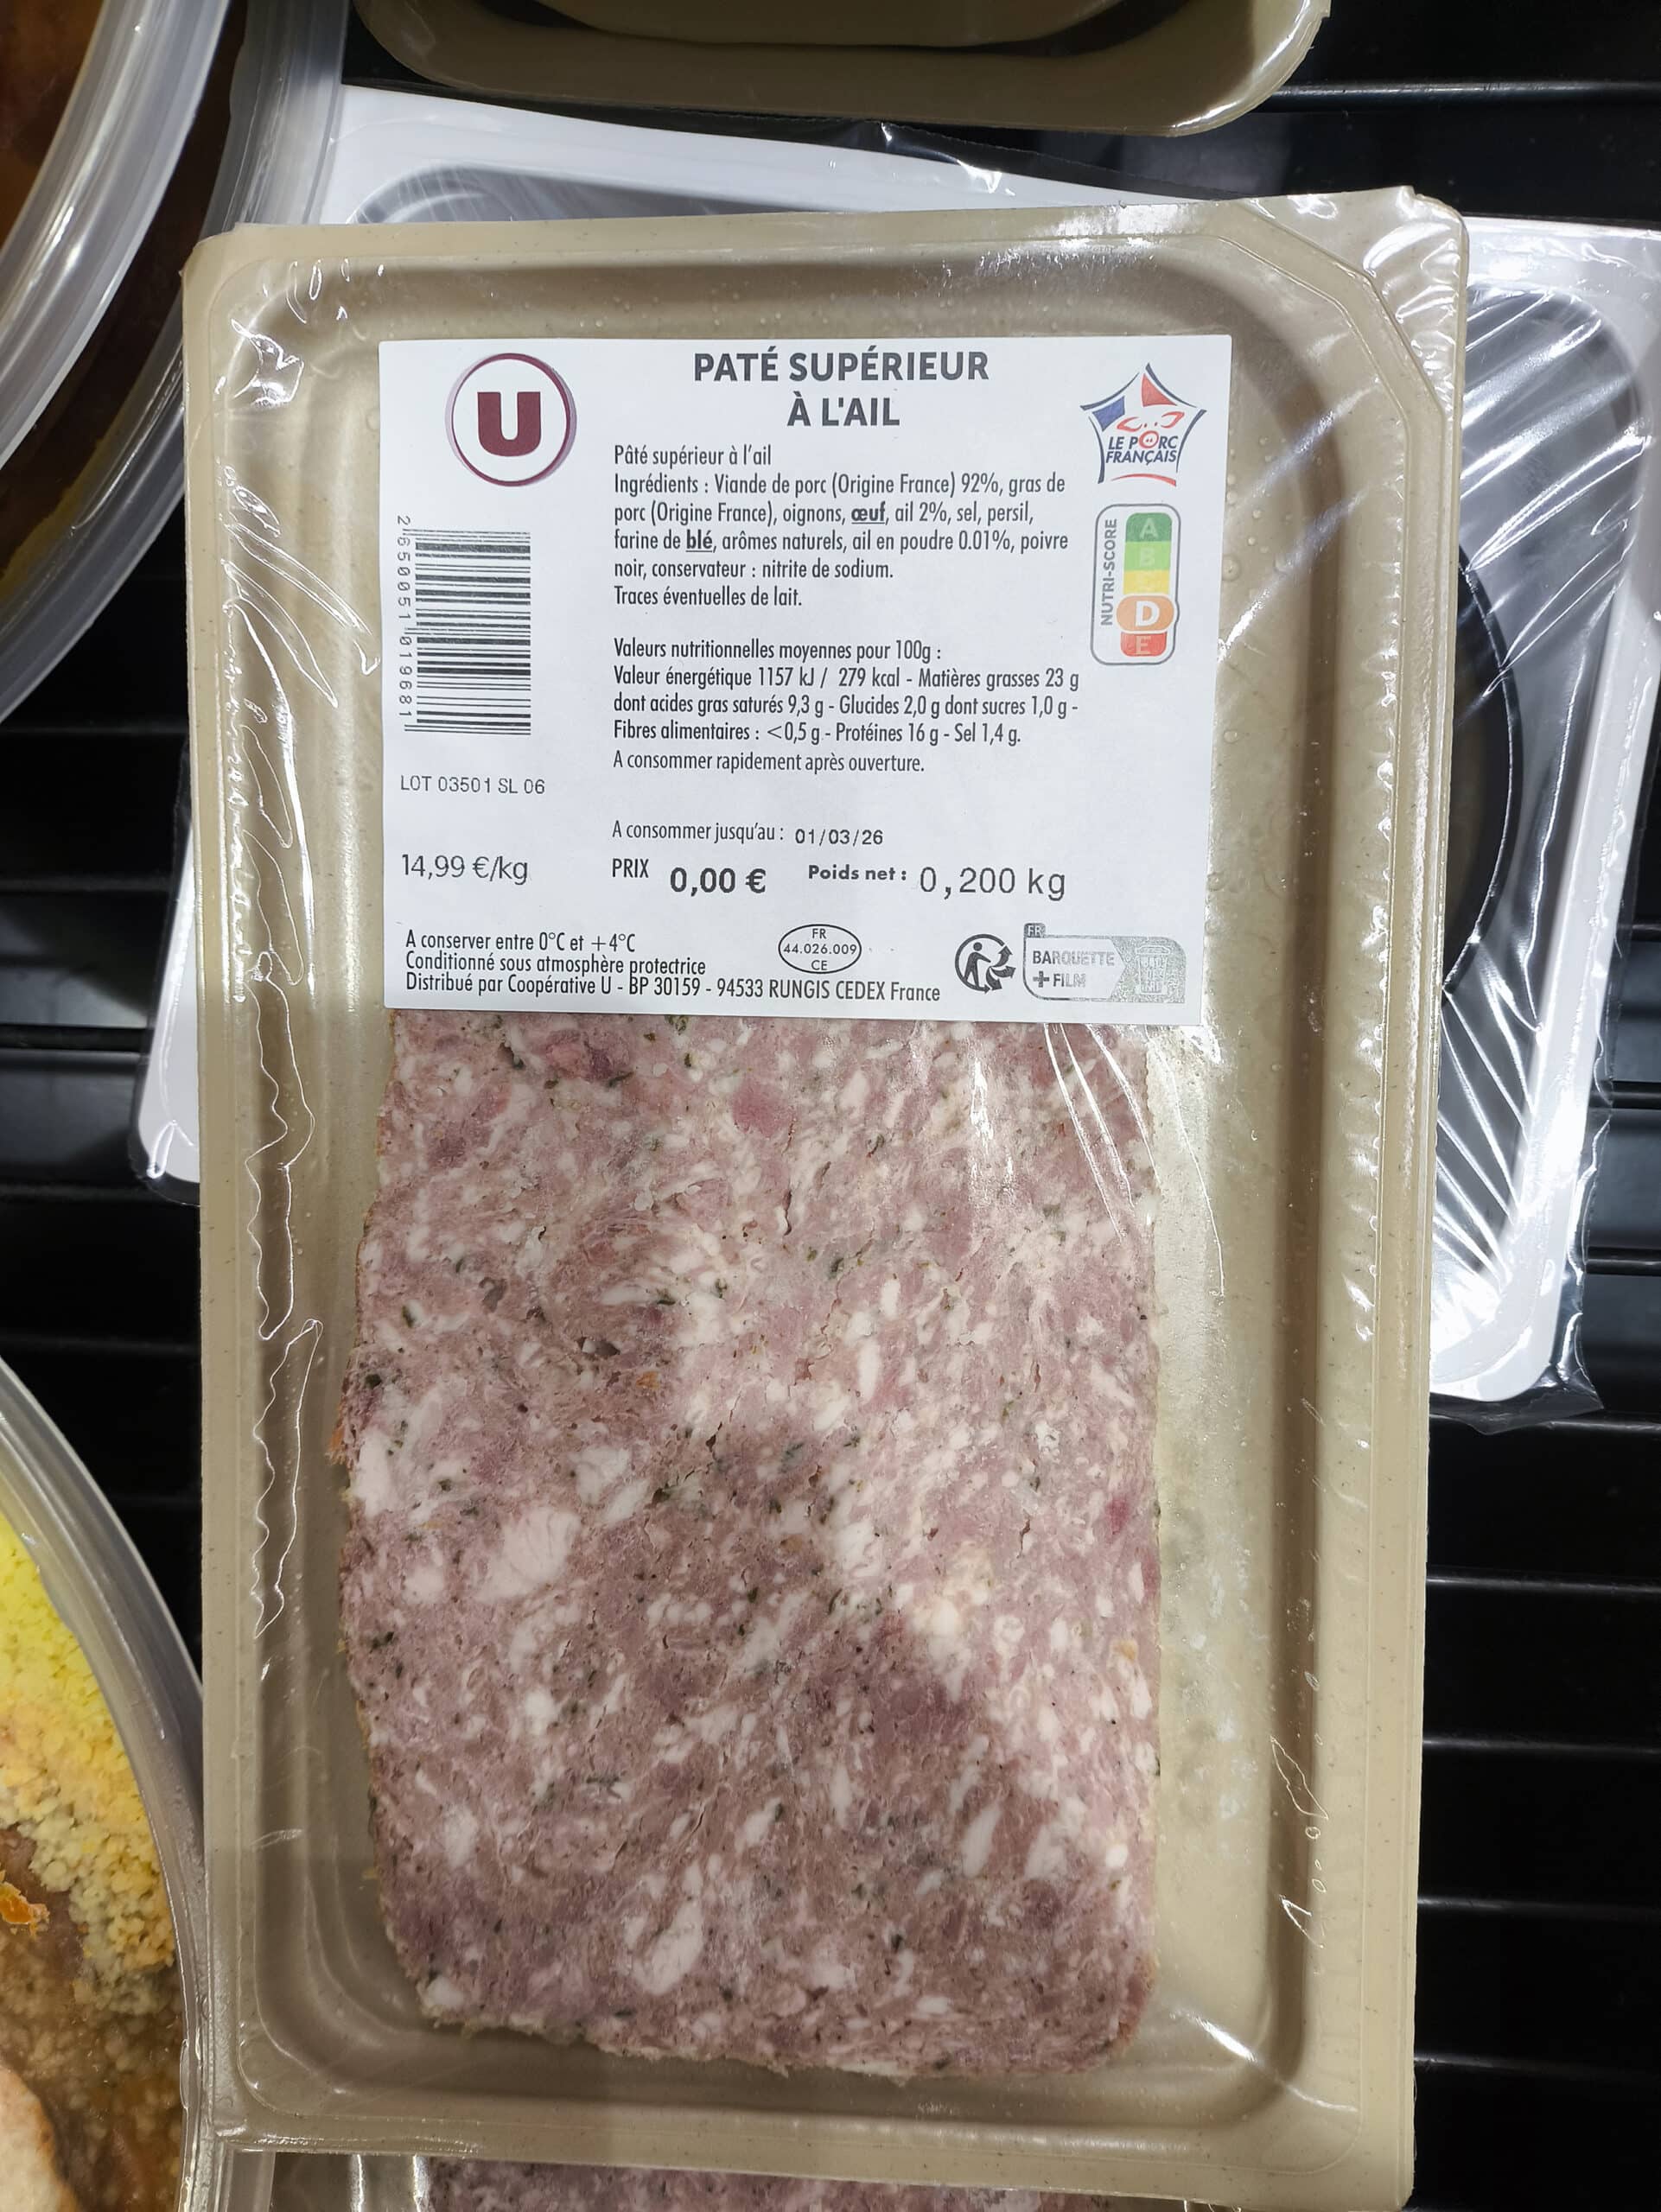 U
PATÉ SUPÉRIEUR
À L'AIL
LE PORC
FRANÇAIS
Pâté supérieur à l'ail
Ingrédients : Viande de porc (Origine France) 92%, gras de
porc (Origine France), oignons, œuf, ail 2%, sel, persil,
farine de blé, arômes naturels, ail en poudre 0.01%, poivre
noir, conservateur : nitrite de sodium.
Traces éventuelles de lait.
NUTRI-SCORE
A
B
D
E
2 650051 019681
Valeurs nutritionnelles moyennes pour 100g :
Valeur énergétique 1157 kJ / 279 kcal - Matières grasses 23 g
dont acides gras saturés 9,3 g - Glucides 2,0 g dont sucres 1,0 g -
Fibres alimentaires : <0,5 g - Protéines 16 g - Sel 1,4 g.
A consommer rapidement après ouverture.
LOT 03501 SL 06
A consommer jusqu'au : 01/03/26
14,99 €/kg
PRIX 0,00 € Poids net : 0,200 kg
A conserver entre 0°C et +4°C
Conditionné sous atmosphère protectrice
Distribué par Coopérative U - BP 30159 - 94533 RUNGIS CEDEX France
FR
44.026.009
CE
FR
BARQUETTE
+ FILM